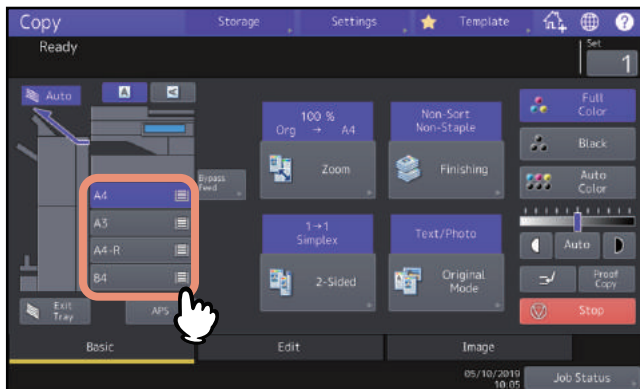 Copy
Storage
Settings
Template
?
Ready
Set
1
Auto
A
A
100 %
Org → A4
Zoom
Non-Sort
Non-Staple
Finishing
Full
Color
Black
Auto
Color
Bypass
Feed
A4
A3
A4-R
B4
1→1
Simplex
2-Sided
Text/Photo
Original
Mode
Auto
Proof
Copy
Exit
Tray
APS
Stop
Basic
Edit
Image
05/10/2019
10:05
Job Status